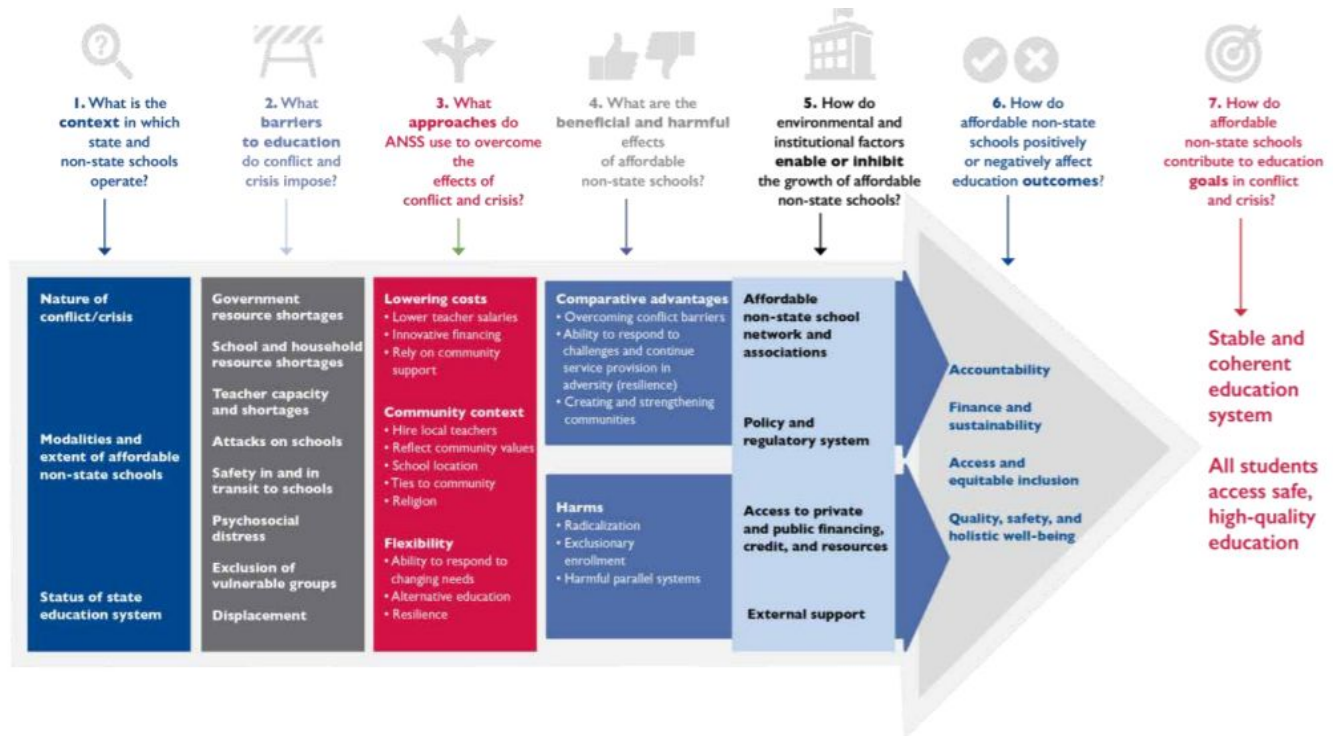 1. What is the
context in which
state and
non-state schools
operate?
2. What
barriers
to education
do conflict and
crisis impose?
3. What
approaches do
ANSS use to overcome
the
effects of
conflict and crisis?
4. What are the
beneficial and harmful
effects
of affordable
non-state schools?
5. How do
environmental and
institutional factors
enable or inhibit
the growth of affordable
non-state schools?
6. How do
affordable non-state
schools positively
or negatively affect
education outcomes?
7. How do
affordable
non-state schools
contribute to education
goals in conflict
and crisis?
Nature of
conflict/crisis
Modalities and
extent of affordable
non-state schools
Status of state
education system
Government
resource shortages
School and household
resource shortages
Teacher capacity
and shortages
Attacks on schools
Safety in and in
transit to schools
Psychosocial
distress
Exclusion of
vulnerable groups
Displacement
Lowering costs
• Lower teacher salaries
• Innovative financing
• Rely on community
support
Community context
• Hire local teachers
• Reflect community values
• School location
• Ties to community
• Religion
Flexibility
• Ability to respond to
changing needs
• Alternative education
• Resilience
Comparative advantages
• Overcoming conflict barriers
• Ability to respond to
challenges and continue
service provision in
adversity (resilience)
• Creating and strengthening
communities
Harms
• Radicalization
• Exclusionary
enrollment
• Harmful parallel systems
Affordable
non-state school
network and
associations
Policy and
regulatory system
Access to private
and public financing,
credit, and resources
External support
Accountability
Finance and
sustainability
Access and
equitable inclusion
Quality, safety, and
holistic well-being
Stable and
coherent
education
system
All students
access safe,
high-quality
education